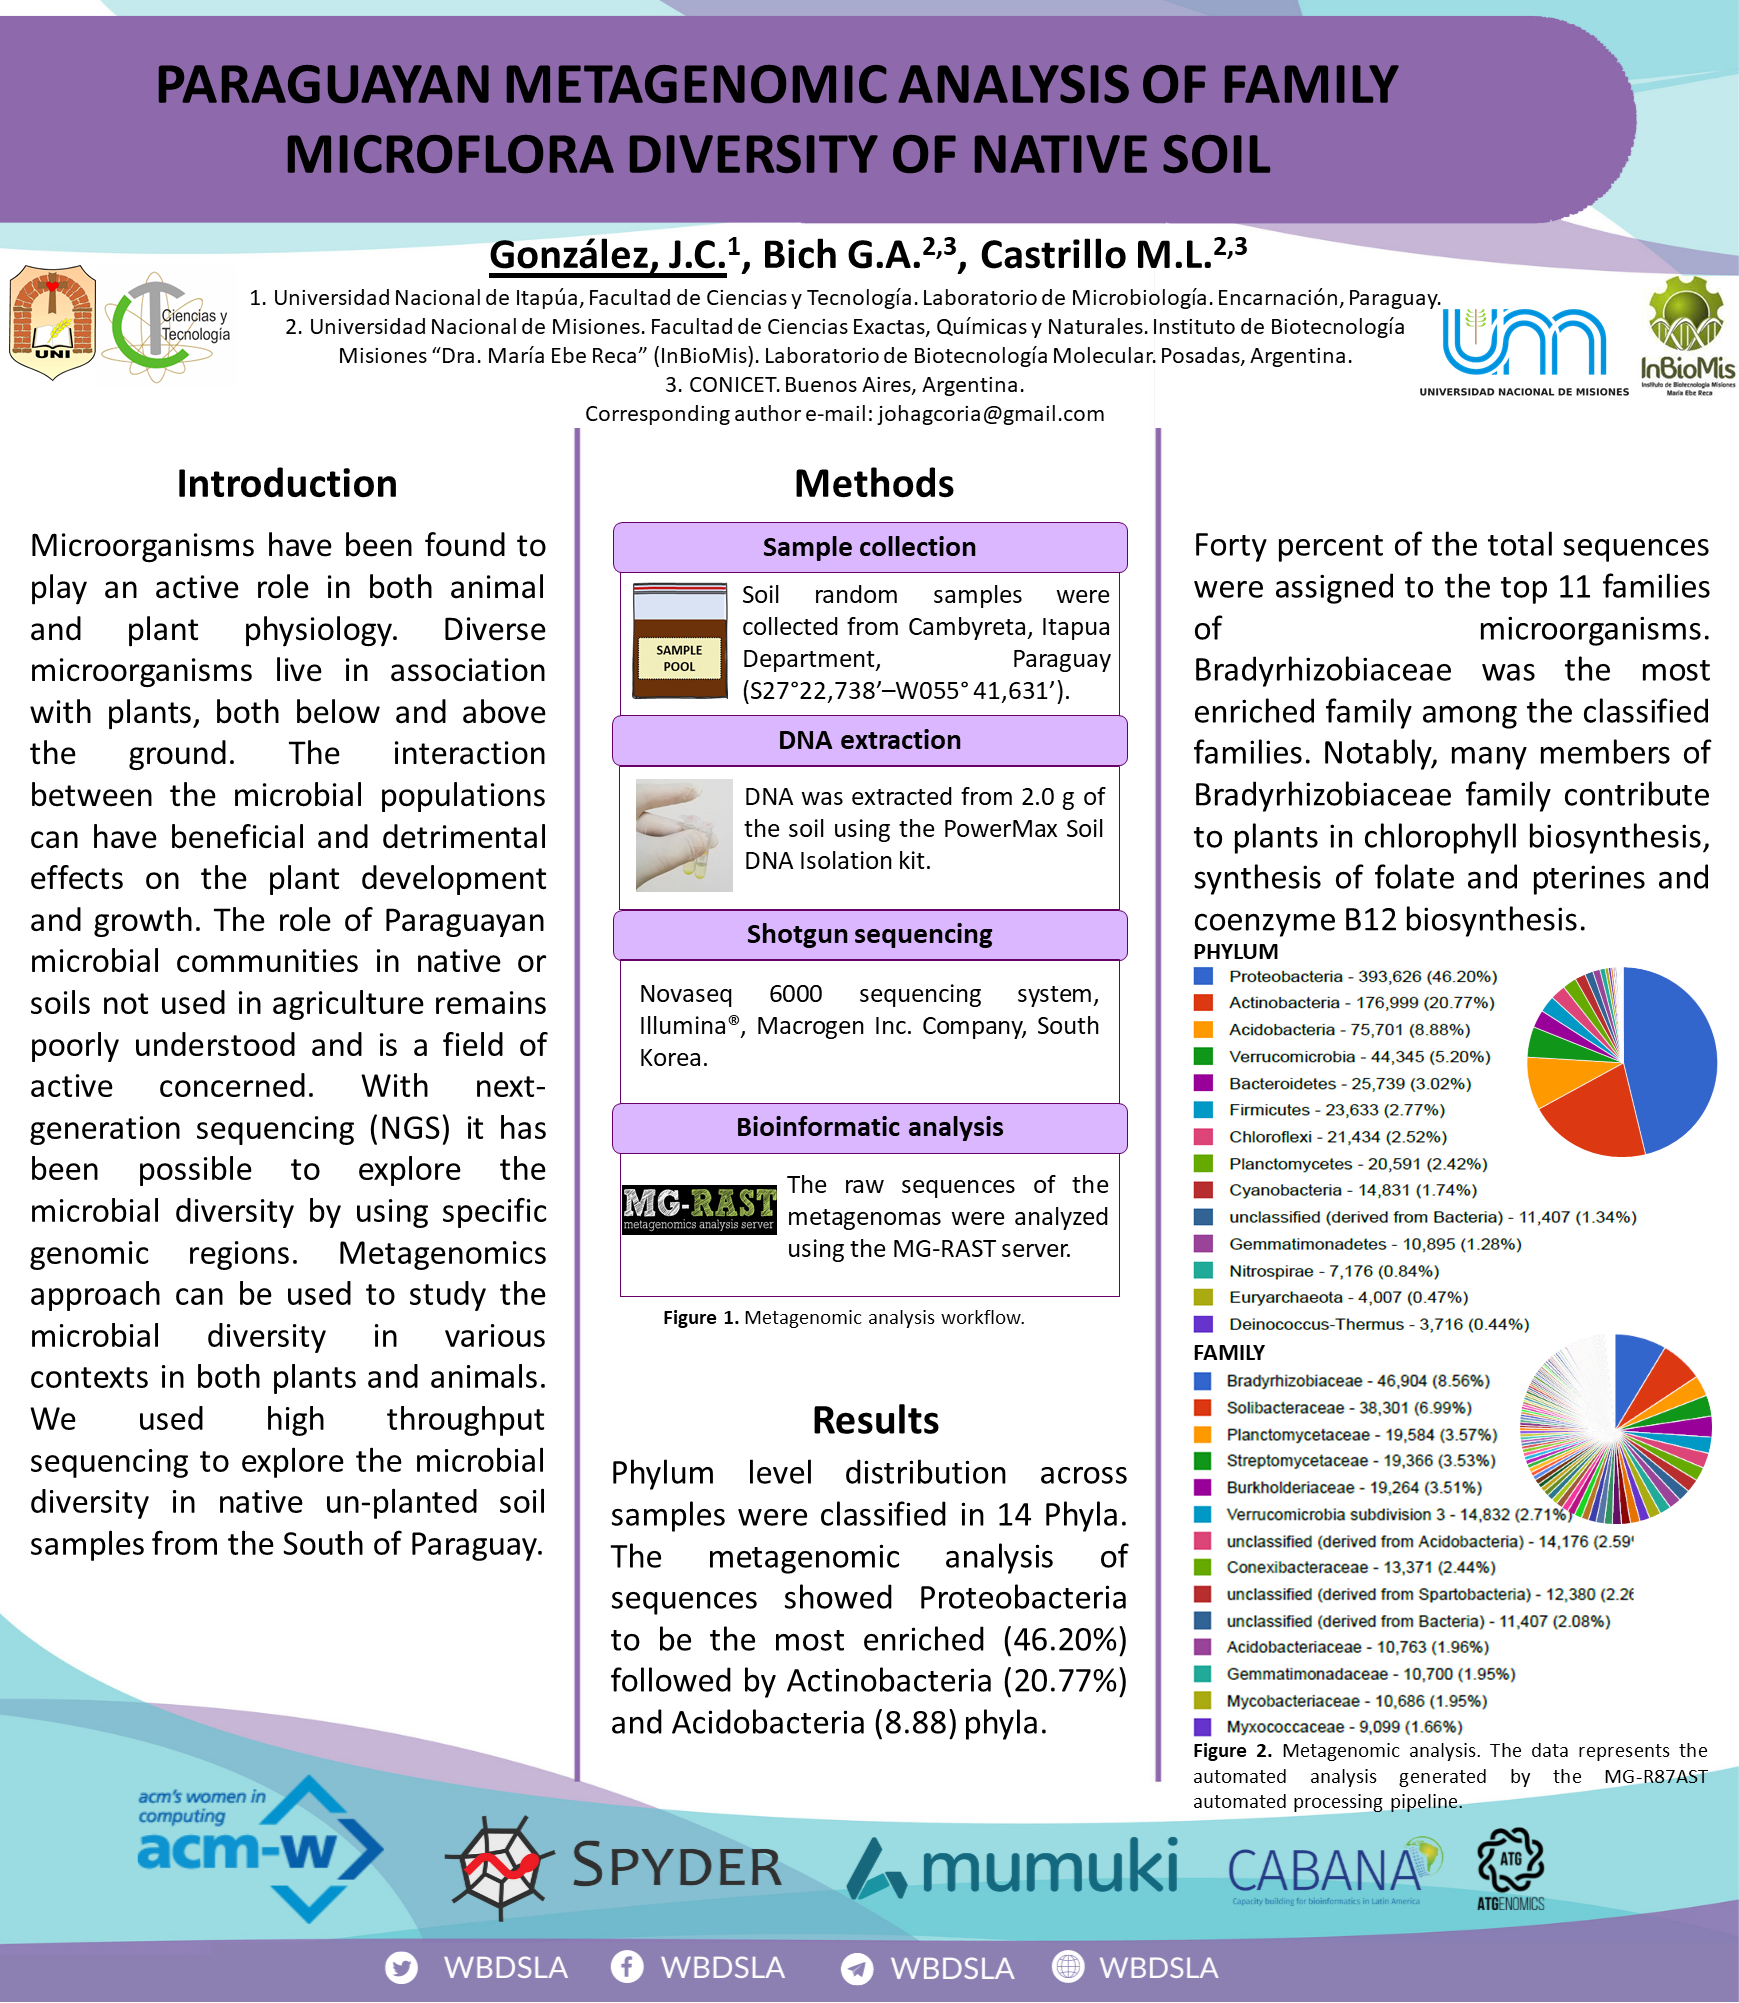 PARAGUAYAN METAGENOMIC ANALYSIS OF FAMILY
MICROFLORA DIVERSITY OF NATIVE SOIL
González, J.C.1, Bich G.A.2,3, Castrillo M.L.2,3
1. Universidad Nacional de Itapúa, Facultad de Ciencias y Tecnología. Laboratorio de Microbiología. Encarnación, Paraguay.
2. Universidad Nacional de Misiones. Facultad de Ciencias Exactas, Químicas y Naturales. Instituto de Biotecnología
Misiones “Dra. María Ebe Reca” (InBioMis). Laboratorio de Biotecnología Molecular. Posadas, Argentina.
3. CONICET. Buenos Aires, Argentina.
Corresponding author e-mail: johagcoria@gmail.com
UNI
Ciencias y
Tecnología
um
UNIVERSIDAD NACIONAL DE MISIONES
InBioMis
Instituto de Biotecnología Misiones
María Ebe Reca
Introduction
Microorganisms have been found to
play an active role in both animal
and plant physiology. Diverse
microorganisms live in association
with plants, both below and above
the ground. The interaction
between the microbial populations
can have beneficial and detrimental
effects on the plant development
and growth. The role of Paraguayan
microbial communities in native or
soils not used in agriculture remains
poorly understood and is a field of
active concerned. With next-
generation sequencing (NGS) it has
been possible to explore the
microbial diversity by using specific
genomic regions. Metagenomics
approach can be used to study the
microbial diversity in various
contexts in both plants and animals.
We used high throughput
sequencing to explore the microbial
diversity in native un-planted soil
samples from the South of Paraguay.
Methods
Sample collection
SAMPLE
POOL
Soil random samples were
collected from Cambyreta, Itapua
Department, Paraguay
(S27°22,738’–W055° 41,631’).
DNA extraction
DNA was extracted from 2.0 g of
the soil using the PowerMax Soil
DNA Isolation kit.
Shotgun sequencing
Novaseq 6000 sequencing system,
Illumina®, Macrogen Inc. Company, South
Korea.
Bioinformatic analysis
MG-RAST
metagenomics analysis server
The raw sequences of the
metagenomas were analyzed
using the MG-RAST server.
Figure 1. Metagenomic analysis workflow.
Results
Phylum level distribution across
samples were classified in 14 Phyla.
The metagenomic analysis of
sequences showed Proteobacteria
to be the most enriched (46.20%)
followed by Actinobacteria (20.77%)
and Acidobacteria (8.88) phyla.
Forty percent of the total sequences
were assigned to the top 11 families
of microorganisms.
Bradyrhizobiaceae was the most
enriched family among the classified
families. Notably, many members of
Bradyrhizobiaceae family contribute
to plants in chlorophyll biosynthesis,
synthesis of folate and pterines and
coenzyme B12 biosynthesis.
PHYLUM
Proteobacteria - 393,626 (46.20%)
Actinobacteria - 176,999 (20.77%)
Acidobacteria - 75,701 (8.88%)
Verrucomicrobia - 44,345 (5.20%)
Bacteroidetes - 25,739 (3.02%)
Firmicutes - 23,633 (2.77%)
Chloroflexi - 21,434 (2.52%)
Planctomycetes - 20,591 (2.42%)
Cyanobacteria - 14,831 (1.74%)
unclassified (derived from Bacteria) - 11,407 (1.34%)
Gemmatimonadetes - 10,895 (1.28%)
Nitrospirae - 7,176 (0.84%)
Euryarchaeota - 4,007 (0.47%)
Deinococcus-Thermus - 3,716 (0.44%)
FAMILY
Bradyrhizobiaceae - 46,904 (8.56%)
Solibacteraceae - 38,301 (6.99%)
Planctomycetaceae - 19,584 (3.57%)
Streptomycetaceae - 19,366 (3.53%)
Burkholderiaceae - 19,264 (3.51%)
Verrucomicrobia subdivision 3 - 14,832 (2.71%)
unclassified (derived from Acidobacteria) - 14,176 (2.59
Conexibacteraceae - 13,371 (2.44%)
unclassified (derived from Spartobacteria) - 12,380 (2.26
unclassified (derived from Bacteria) - 11,407 (2.08%)
Acidobacteriaceae - 10,763 (1.96%)
Gemmatimonadaceae - 10,700 (1.95%)
Mycobacteriaceae - 10,686 (1.95%)
Myxococcaceae - 9,099 (1.66%)
Figure 2. Metagenomic analysis. The data represents the
automated analysis generated by the MG-R87AST
automated processing pipeline.
acm's women in
computing
acm-w
SPYDER
mumuki
CABANA
Capacity building for bioinformatics in Latin America
ATG
ATGENOMICS
WBDSLA
WBDSLA
WBDSLA
WBDSLA